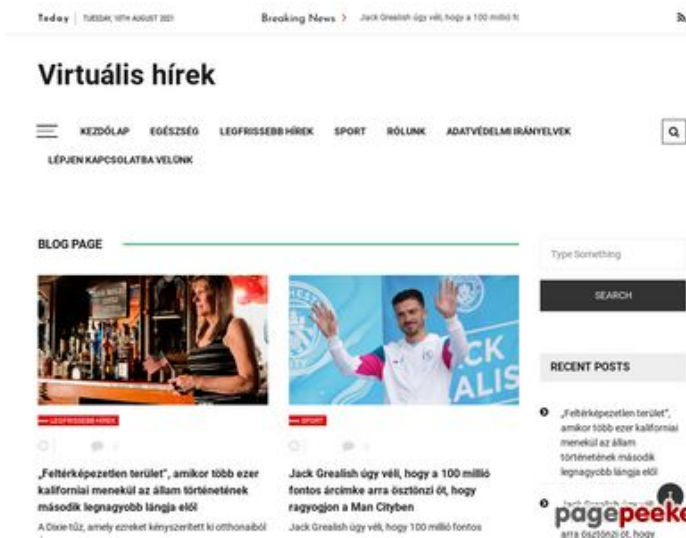 Today | TUESDAY, 10TH AUGUST 2021
Breaking News
Jack Grealish úgy véli, hogy a 100 millió fo
Virtuális hírek
KEZDŐLAP EGÉSZSÉG LEGFRISSEBB HÍREK SPORT RÓLUNK ADATVÉDELMI IRÁNYELVEK
LÉPJEN KAPCSOLATBA VELÜNK
BLOG PAGE
LEGFRISSEBB HÍREK
„Feltérképezetlen terület”, amikor több ezer
kaliforniai menekül az állam történetének
második legnagyobb lángja elől
A Dixie-tűz, amely ezreket kényszerített ki otthonaiból
SPORT
Jack Grealish úgy véli, hogy a 100 millió
fontos árcímke arra ösztönzi őt, hogy
ragyogjon a Man Cityben
Jack Grealish úgy véli, hogy 100 millió fontos
Type Something
SEARCH
RECENT POSTS
„Feltérképezetlen terület”,
amikor több ezer kaliforniai
menekül az állam
történetének második
legnagyobb lángja elől
Jack Grealish úgy
arra ösztönzi őt, hogy
pagepeeke